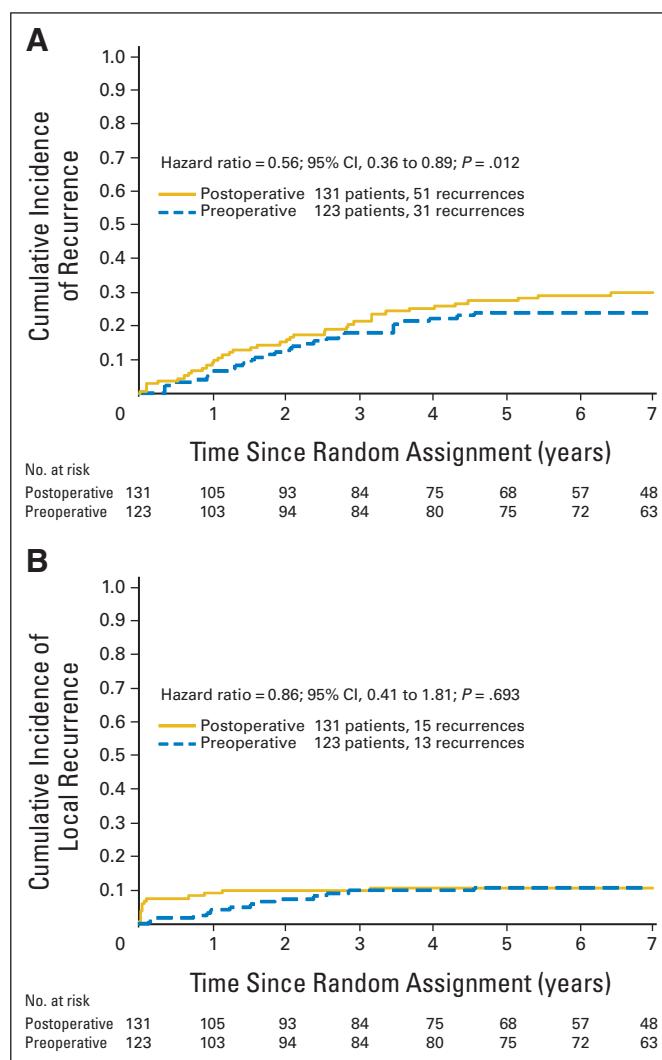 A
1.0
0.9
0.8
0.7
0.6
0.5
0.4
0.3
0.2
0.1
0
Cumulative Incidence
of Recurrence
Hazard ratio = 0.56; 95% CI, 0.36 to 0.89; P = .012
Postoperative 131 patients, 51 recurrences
Preoperative 123 patients, 31 recurrences
1 2 3 4 5 6 7
Time Since Random Assignment (years)
No. at risk
Postoperative 131 105 93 84 75 68 57 48
Preoperative 123 103 94 84 80 75 72 63
B
1.0
0.9
0.8
0.7
0.6
0.5
0.4
0.3
0.2
0.1
0
Cumulative Incidence of
Local Recurrence
Hazard ratio = 0.86; 95% CI, 0.41 to 1.81; P = .693
Postoperative 131 patients, 15 recurrences
Preoperative 123 patients, 13 recurrences
1 2 3 4 5 6 7
Time Since Random Assignment (years)
No. at risk
Postoperative 131 105 93 84 75 68 57 48
Preoperative 123 103 94 84 80 75 72 63